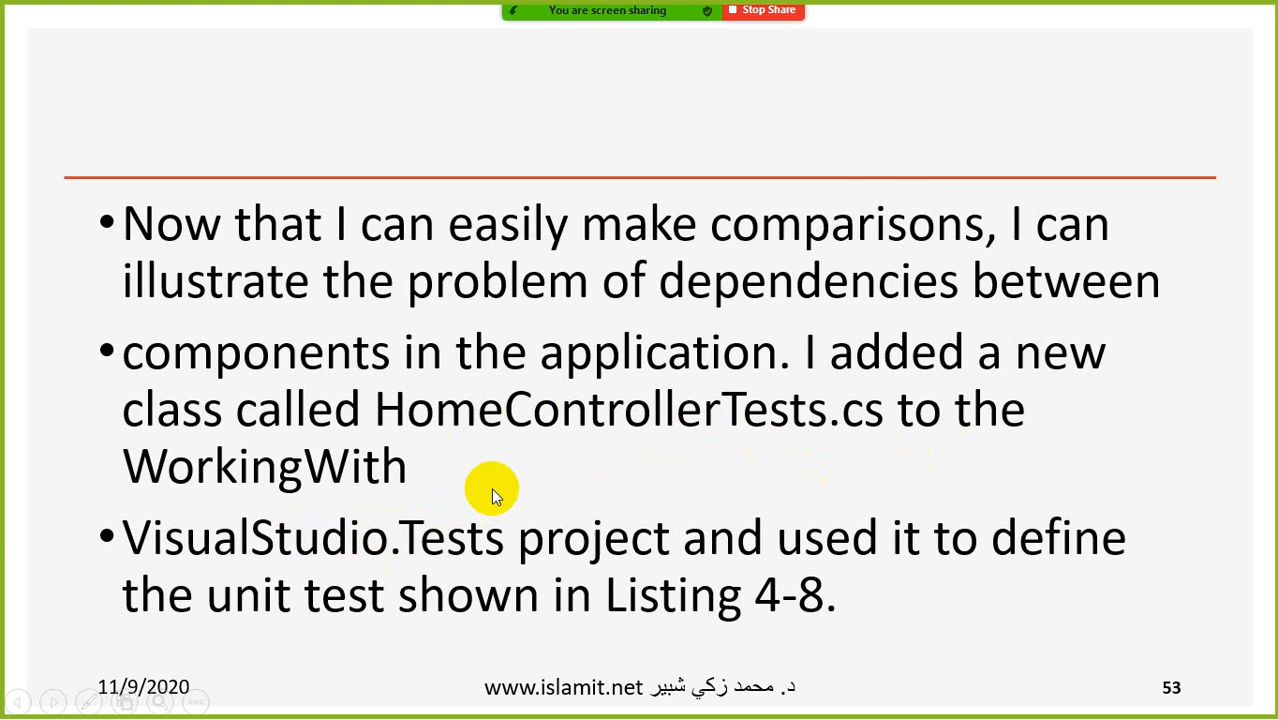 You are screen sharing
Stop Share
•Now that I can easily make comparisons, I can
illustrate the problem of dependencies between
•components in the application. I added a new
class called HomeControllerTests.cs to the
WorkingWith
•VisualStudio.Tests project and used it to define
the unit test shown in Listing 4-8.
11/9/2020
www.islamit.net د. محمد زكي شبير
53